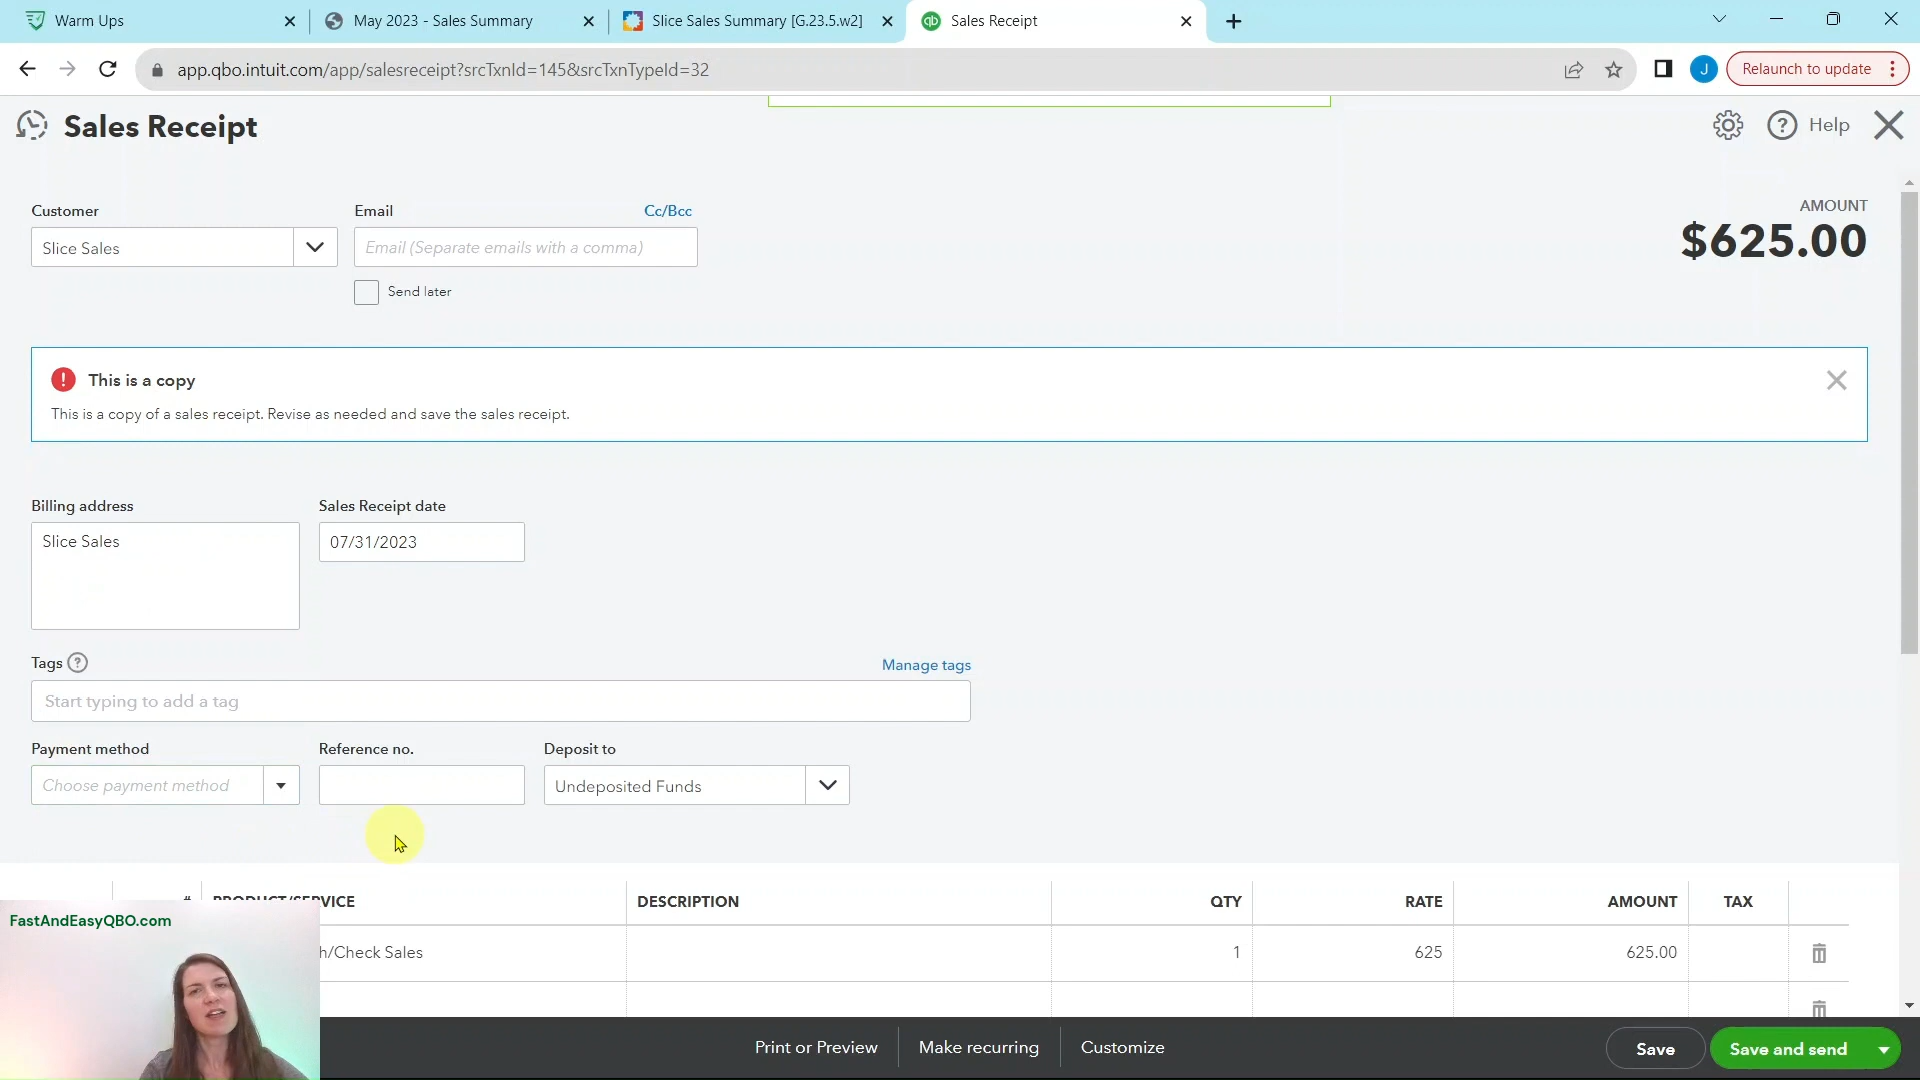 Warm Ups
May 2023 - Sales Summary
Slice Sales Summary [G.23.5.w2]
Sales Receipt
app.qbo.intuit.com/app/salesreceipt?srcTxnId=145&srcTxnTypeId=32
J
Relaunch to update
Sales Receipt
Help
Customer
Email
Cc/Bcc
AMOUNT
Slice Sales
Email (Separate emails with a comma)
$625.00
Send later
This is a copy
This is a copy of a sales receipt. Revise as needed and save the sales receipt.
Billing address
Sales Receipt date
Slice Sales
07/31/2023
Tags
Manage tags
Start typing to add a tag
Payment method
Reference no.
Deposit to
Choose payment method
Undeposited Funds
# PRODUCT/SERVICE
DESCRIPTION
QTY
RATE
AMOUNT
TAX
FastAndEasyQBO.com
h/Check Sales
1
625
625.00
Print or Preview
Make recurring
Customize
Save
Save and send